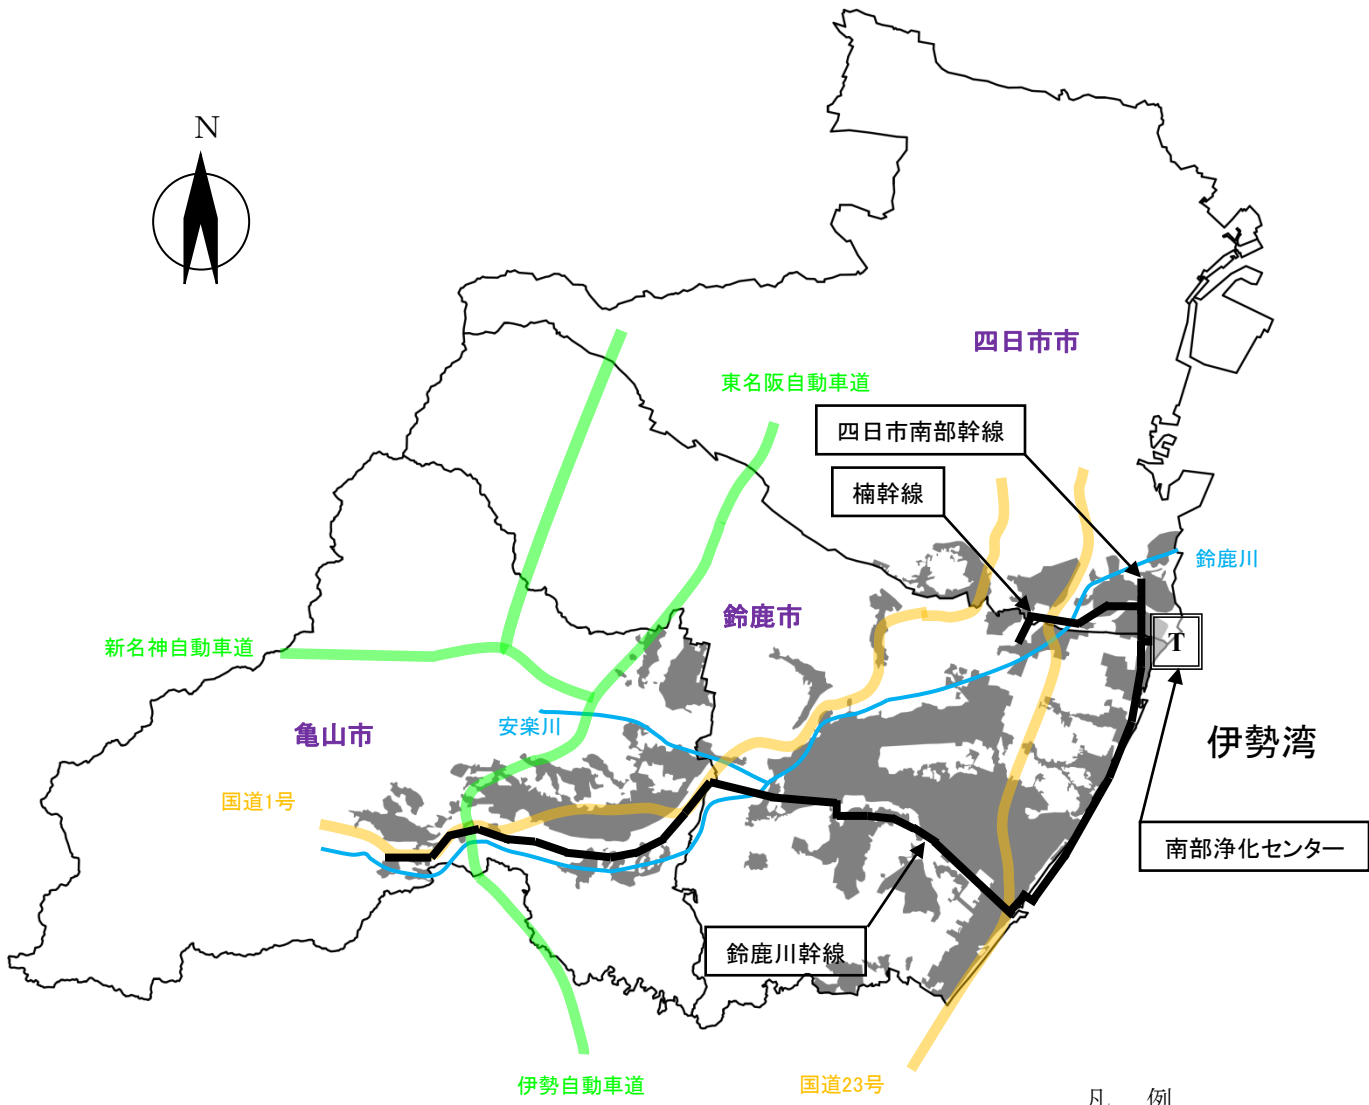 N
四日市市
東名阪自動車道
四日市南部幹線
楠幹線
鈴鹿川
鈴鹿市
T
新名神自動車道
安楽川
亀山市
伊勢湾
国道1号
南部浄化センター
鈴鹿川幹線
伊勢自動車道
国道23号
凡 例